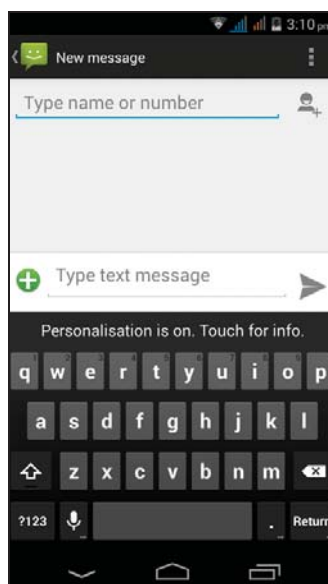 3:10 pm
New message
Type name or number
Type text message
Personalisation is on. Touch for info.
q w e r t y u i o p
a s d f g h j k l
z x c v b n m
?123 . Return